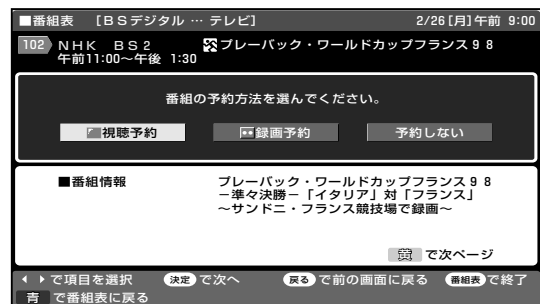 ■番組表 [BSデジタル … テレビ] 2/26[月]午前 9:00
102 NHK BS2 プレーバック・ワールドカップフランス98
午前11:00～午後 1:30
番組の予約方法を選んでください。
視聴予約 録画予約 予約しない
■番組情報 プレーバック・ワールドカップフランス98
－準々決勝－「イタリア」対「フランス」
～サンドニ・フランス競技場で録画～
黄 で次ページ
で項目を選択 決定 で次へ 戻る で前の画面に戻る 番組表 で終了
青 で番組表に戻る